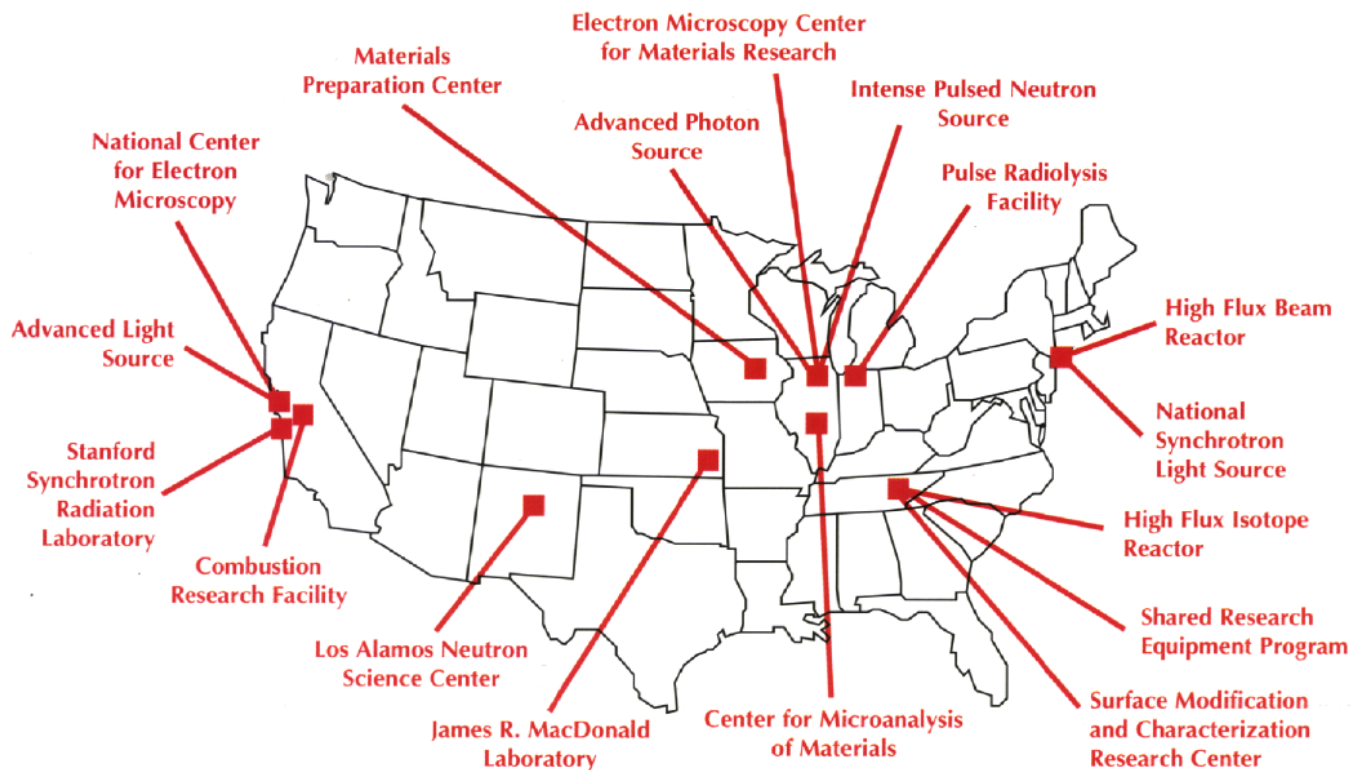 Electron Microscopy Center
for Materials Research
Materials
Preparation Center
Intense Pulsed Neutron
Source
Advanced Photon
Source
National Center
for Electron
Microscopy
Pulse Radiolysis
Facility
High Flux Beam
Reactor
Advanced Light
Source
National
Synchrotron
Light Source
Stanford
Synchrotron
Radiation
Laboratory
High Flux Isotope
Reactor
Combustion
Research Facility
Shared Research
Equipment Program
Los Alamos Neutron
Science Center
Surface Modification
and Characterization
Research Center
Center for Microanalysis
of Materials
James R. MacDonald
Laboratory